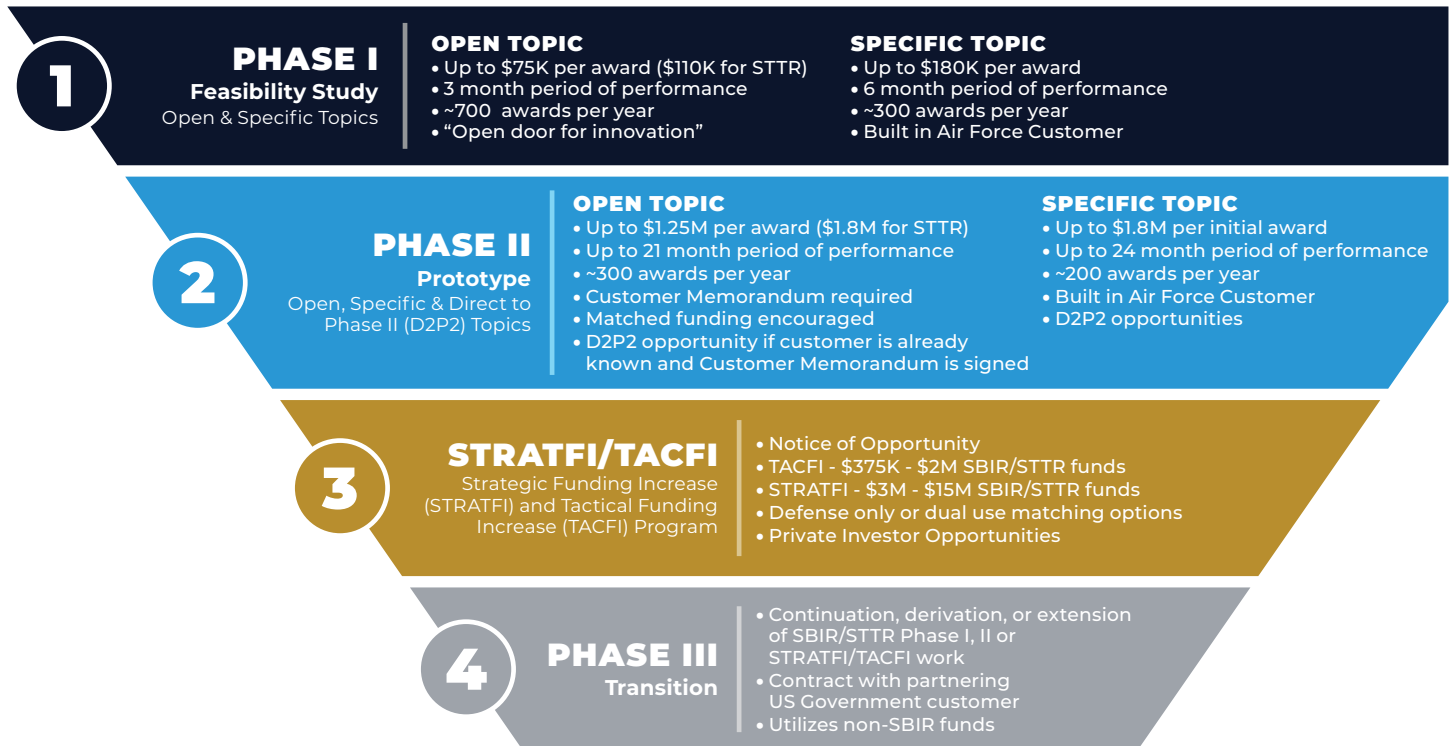 1
PHASE I
Feasibility Study
Open & Specific Topics
OPEN TOPIC
• Up to $75K per award ($110K for STTR)
• 3 month period of performance
• ~700 awards per year
• “Open door for innovation”
SPECIFIC TOPIC
• Up to $180K per award
• 6 month period of performance
• ~300 awards per year
• Built in Air Force Customer
2
PHASE II
Prototype
Open, Specific & Direct to
Phase II (D2P2) Topics
OPEN TOPIC
• Up to $1.25M per award ($1.8M for STTR)
• Up to 21 month period of performance
• ~300 awards per year
• Customer Memorandum required
• Matched funding encouraged
• D2P2 opportunity if customer is already
known and Customer Memorandum is signed
SPECIFIC TOPIC
• Up to $1.8M per initial award
• Up to 24 month period of performance
• ~200 awards per year
• Built in Air Force Customer
• D2P2 opportunities
3
STRATFI/TACFI
Strategic Funding Increase
(STRATFI) and Tactical Funding
Increase (TACFI) Program
• Notice of Opportunity
• TACFI - $375K - $2M SBIR/STTR funds
• STRATFI - $3M - $15M SBIR/STTR funds
• Defense only or dual use matching options
• Private Investor Opportunities
4
PHASE III
Transition
• Continuation, derivation, or extension
of SBIR/STTR Phase I, II or
STRATFI/TACFI work
• Contract with partnering
US Government customer
• Utilizes non-SBIR funds